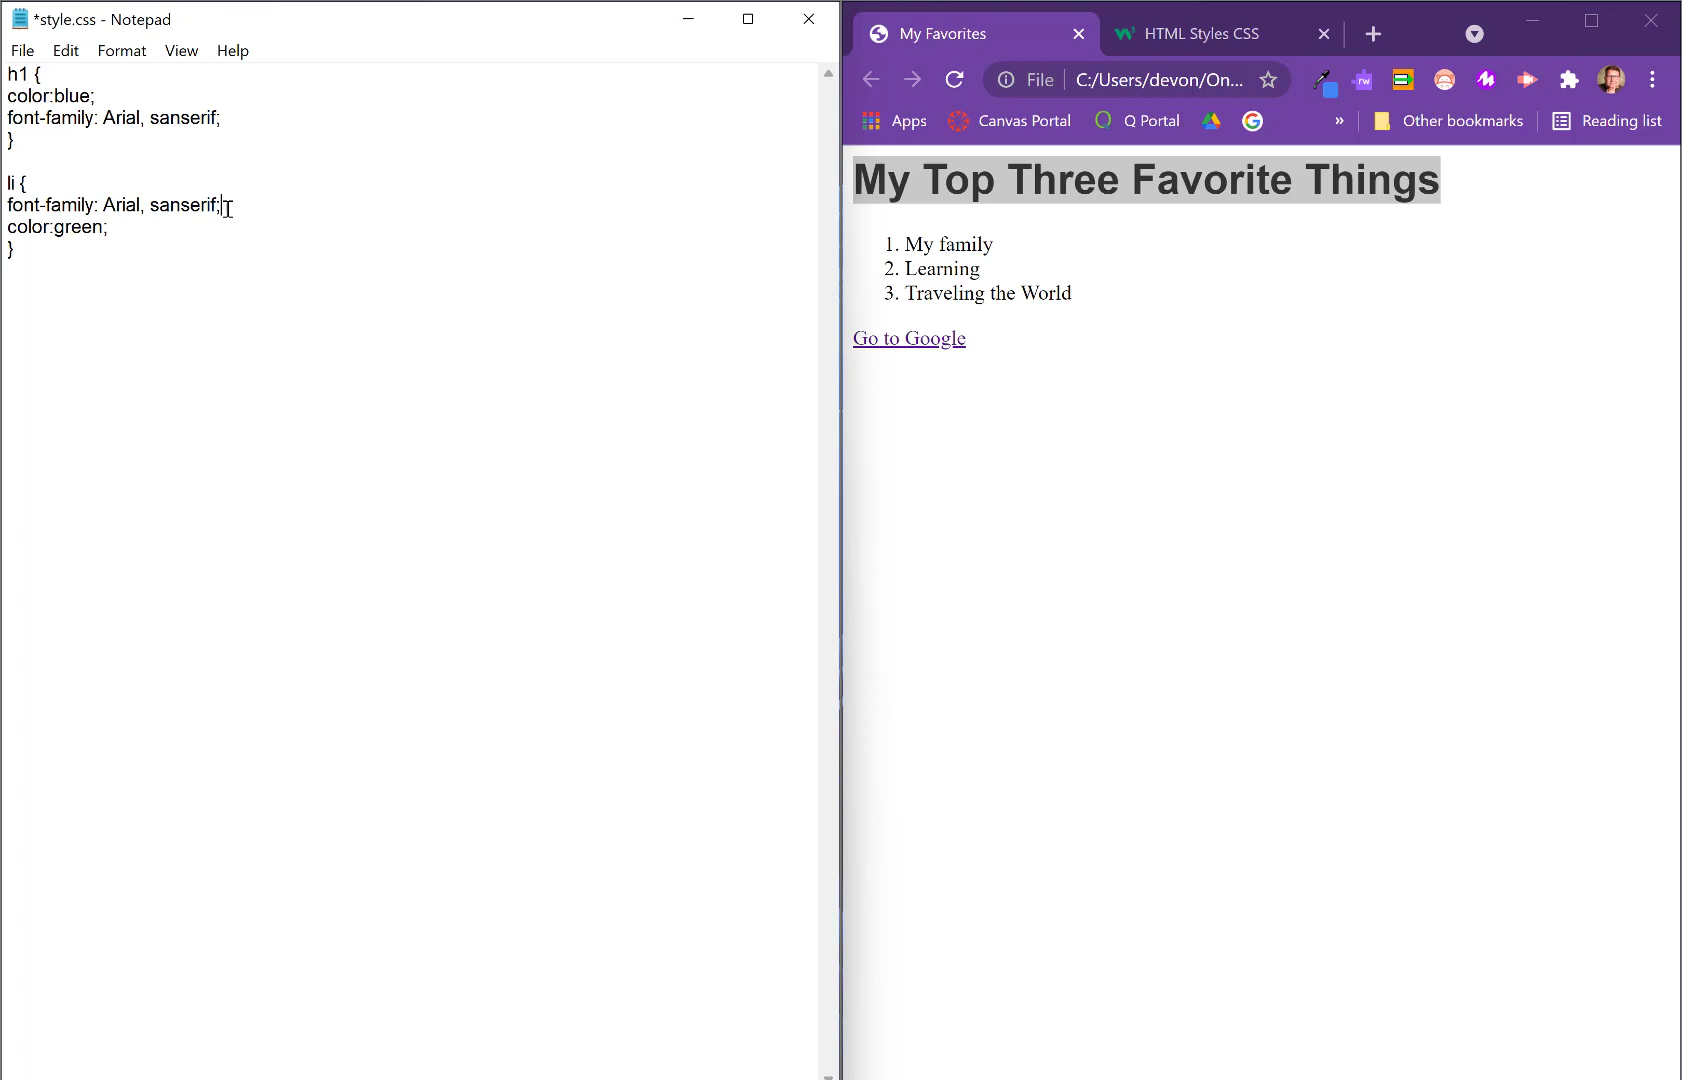 *style.css - Notepad
File Edit Format View Help
h1 {
color:blue;
font-family: Arial, sanserif;
}
li {
font-family: Arial, sanserif;
color:green;
}
My Favorites
HTML Styles CSS
File C:/Users/devon/On...
rw
Apps Canvas Portal Q Portal » Other bookmarks Reading list
My Top Three Favorite Things
1. My family
2. Learning
3. Traveling the World
Go to Google